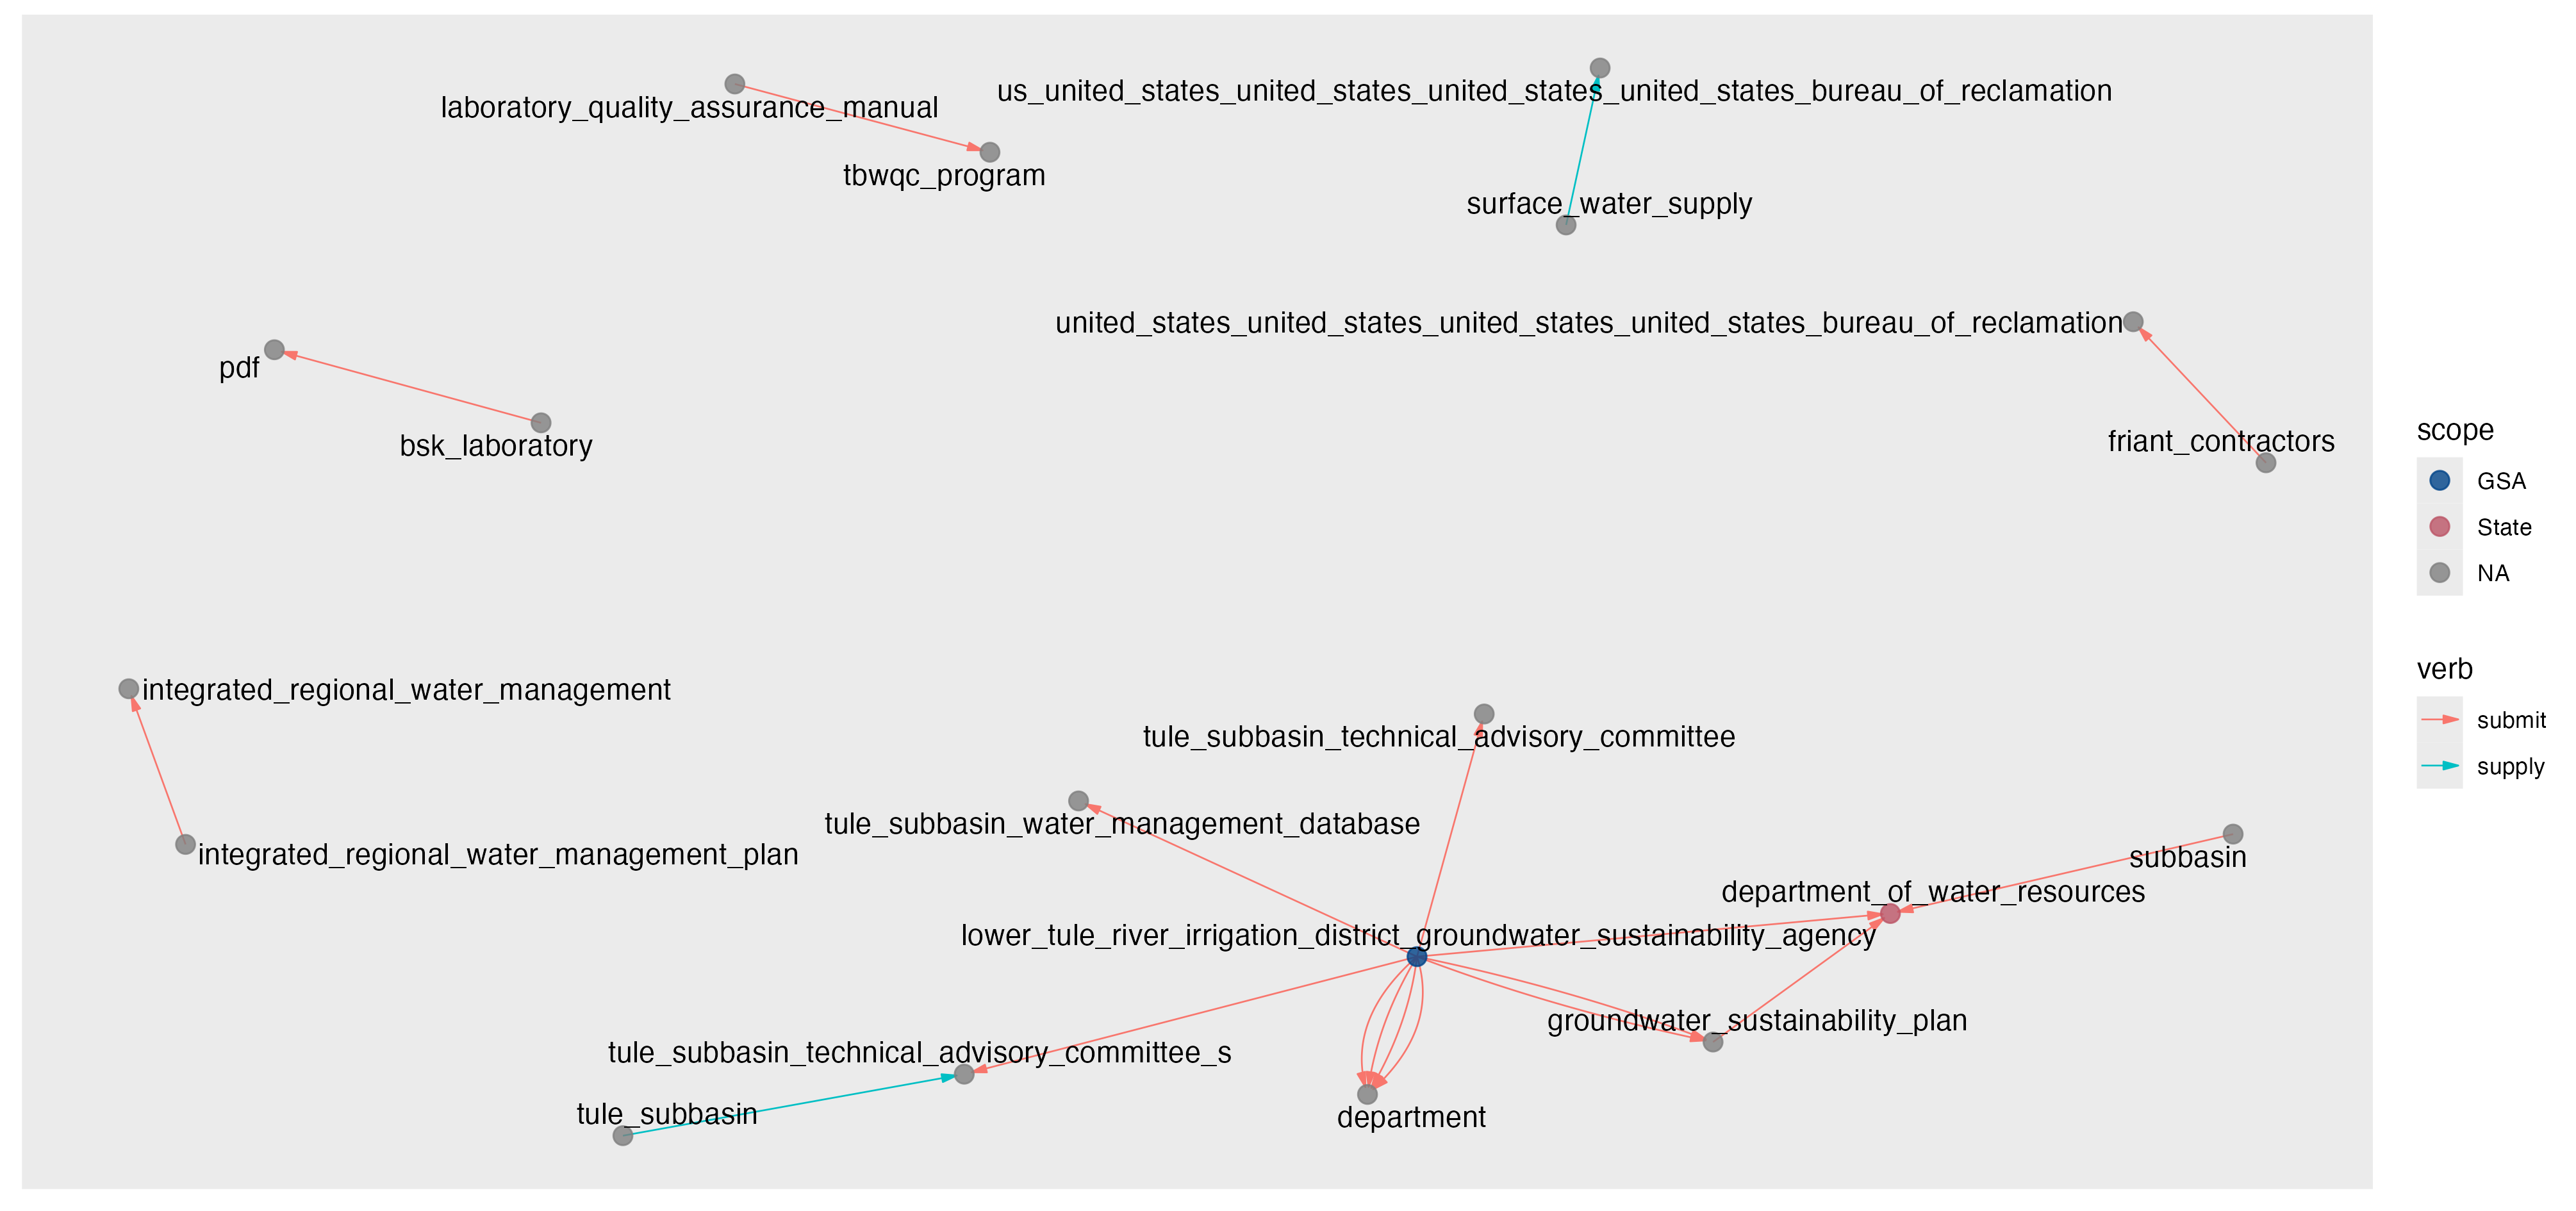 us_united_states_united_states_united_states_united_states_bureau_of_reclamation
laboratory_quality_assurance_manual
tbwqc_program
surface_water_supply
united_states_united_states_united_states_united_states_bureau_of_reclamation
pdf
bsk_laboratory
friant_contractors
integrated_regional_water_management
tule_subbasin_technical_advisory_committee
tule_subbasin_water_management_database
integrated_regional_water_management_plan
subbasin
department_of_water_resources
lower_tule_river_irrigation_district_groundwater_sustainability_agency
groundwater_sustainability_plan
tule_subbasin_technical_advisory_committee_s
tule_subbasin
department
scope
GSA
State
NA
verb
submit
supply